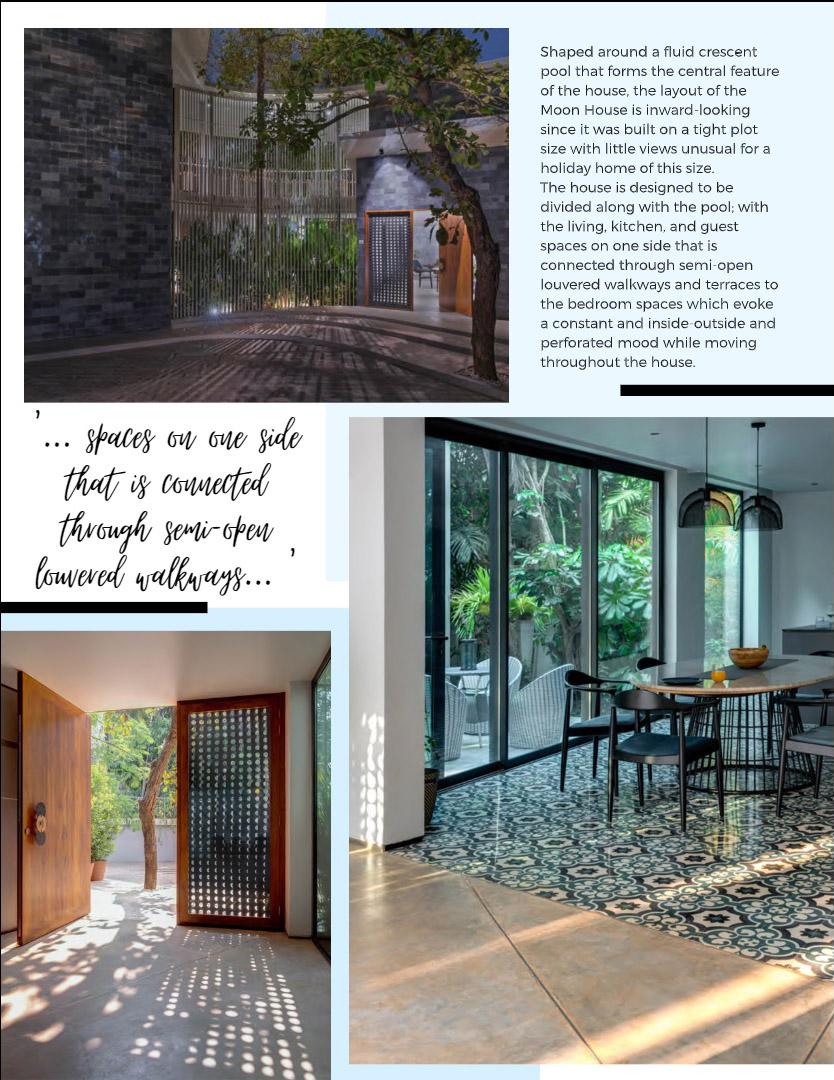 Shaped around a fluid crescent
pool that forms the central feature
of the house, the layout of the
Moon House is inward-looking
since it was built on a tight plot
size with little views unusual for a
holiday home of this size.
The house is designed to be
divided along with the pool; with
the living, kitchen, and guest
spaces on one side that is
connected through semi-open
louvered walkways and terraces to
the bedroom spaces which evoke
a constant and inside-outside and
perforated mood while moving
throughout the house.
'... spaces on one side
that is connected
through semi-open
louvered walkways... '